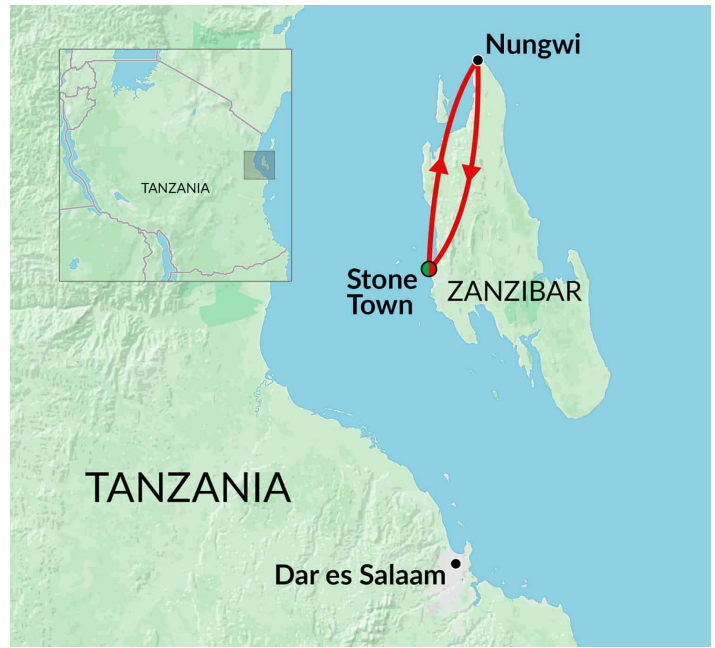 Nungwi
TANZANIA
Stone
Town
ZANZIBAR
TANZANIA
Dar es Salaam